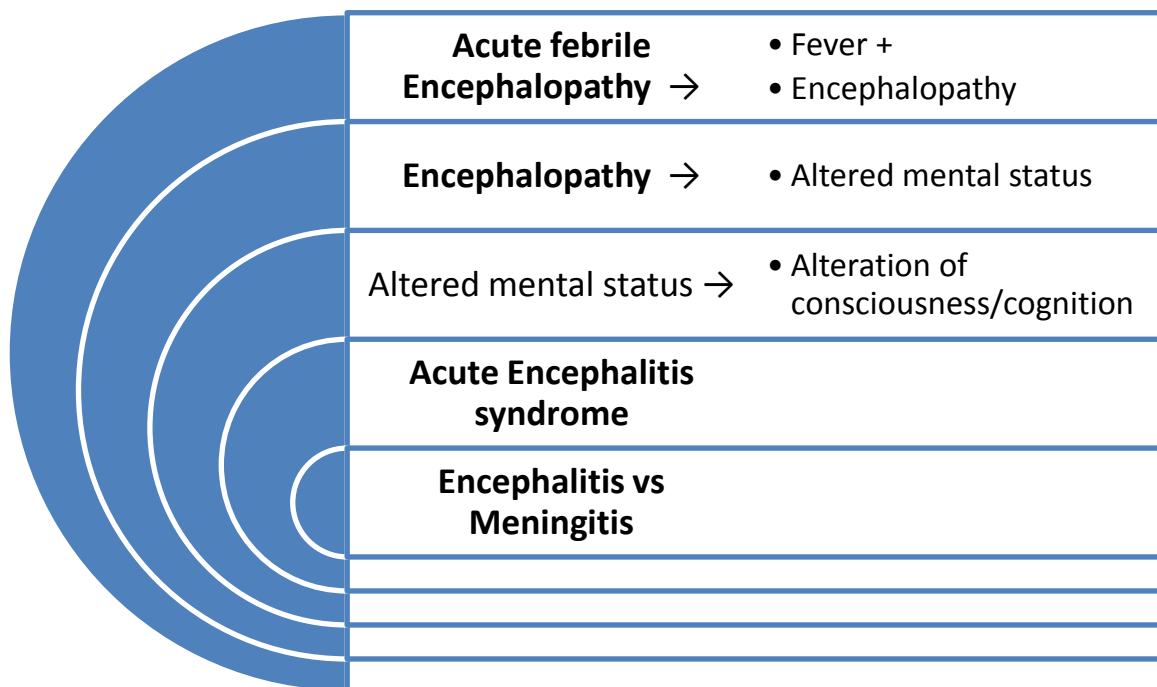 Acute febrile
Encephalopathy →
• Fever +
• Encephalopathy
Encephalopathy →
• Altered mental status
Altered mental status →
• Alteration of
consciousness/cognition
Acute Encephalitis
syndrome
Encephalitis vs
Meningitis